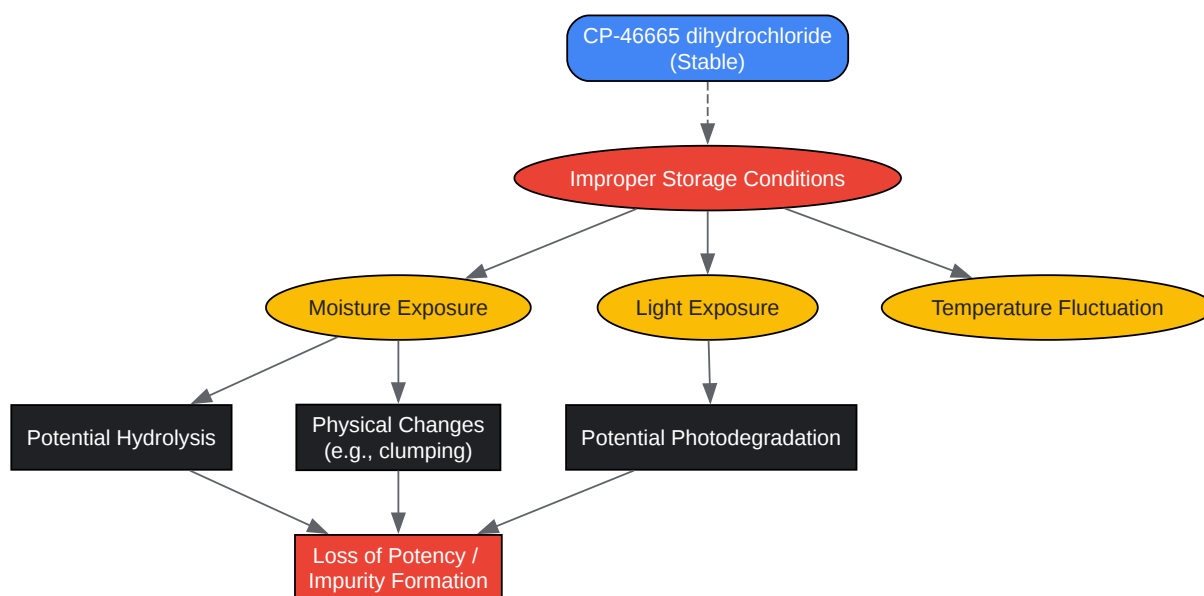 CP-46665 dihydrochloride
(Stable)
Improper Storage Conditions
Moisture Exposure
Light Exposure
Temperature Fluctuation
Potential Hydrolysis
Physical Changes
(e.g., clumping)
Potential Photodegradation
Loss of Potency /
Impurity Formation